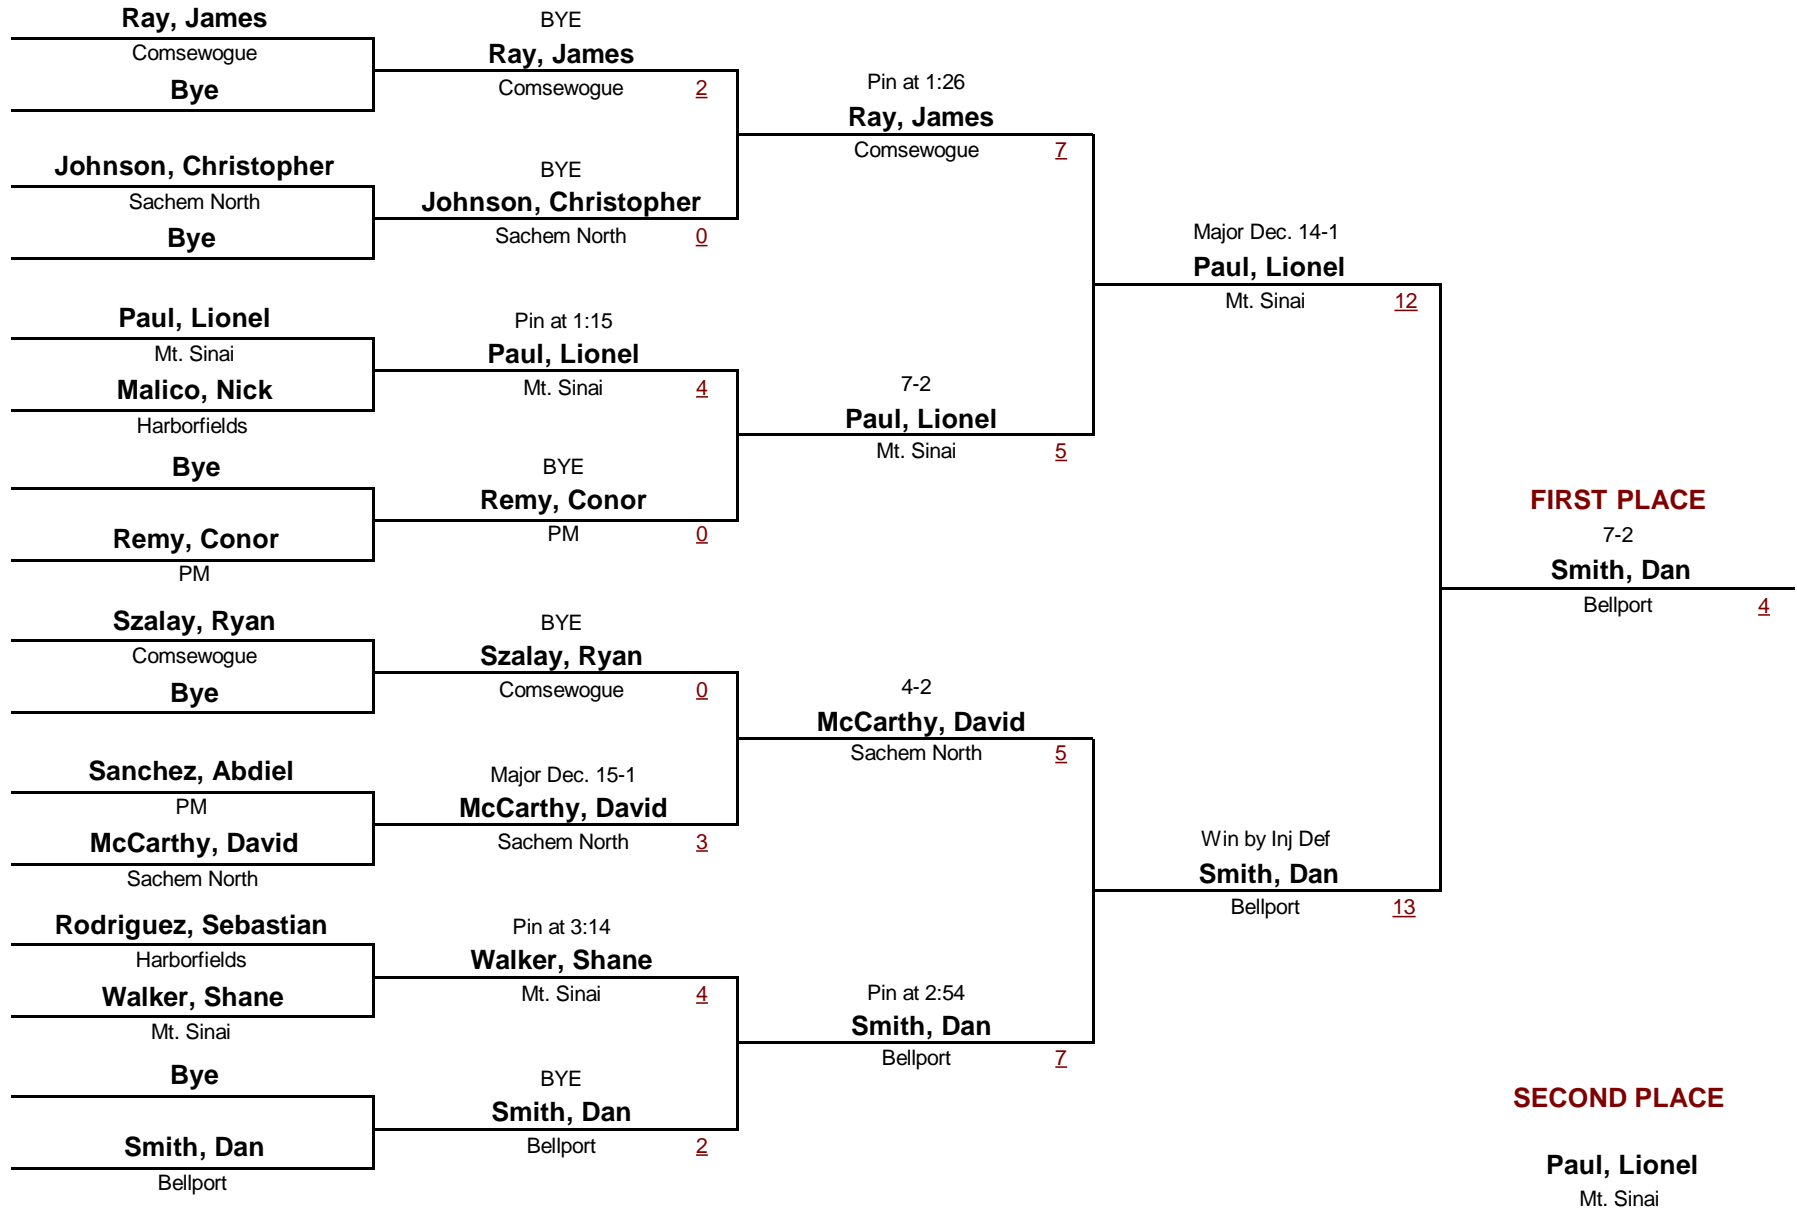 Ray, James
Comsewogue
Bye
Johnson, Christopher
Sachem North
Bye
Paul, Lionel
Mt. Sinai
Malico, Nick
Harborfields
Bye
Remy, Conor
PM
Szalay, Ryan
Comsewogue
Bye
Sanchez, Abdiel
PM
McCarthy, David
Sachem North
Rodriguez, Sebastian
Harborfields
Walker, Shane
Mt. Sinai
Bye
Smith, Dan
Bellport
BYE
Ray, James
Comsewogue 2
BYE
Johnson, Christopher
Sachem North 0
Pin at 1:15
Paul, Lionel
Mt. Sinai 4
BYE
Remy, Conor
PM 0
BYE
Szalay, Ryan
Comsewogue 0
Major Dec. 15-1
McCarthy, David
Sachem North 3
Pin at 3:14
Walker, Shane
Mt. Sinai 4
BYE
Smith, Dan
Bellport 2
Pin at 1:26
Ray, James
Comsewogue 7
7-2
Paul, Lionel
Mt. Sinai 5
4-2
McCarthy, David
Sachem North 5
Pin at 2:54
Smith, Dan
Bellport 7
Major Dec. 14-1
Paul, Lionel
Mt. Sinai 12
Win by Inj Def
Smith, Dan
Bellport 13
FIRST PLACE
7-2
Smith, Dan
Bellport 4
SECOND PLACE
Paul, Lionel
Mt. Sinai